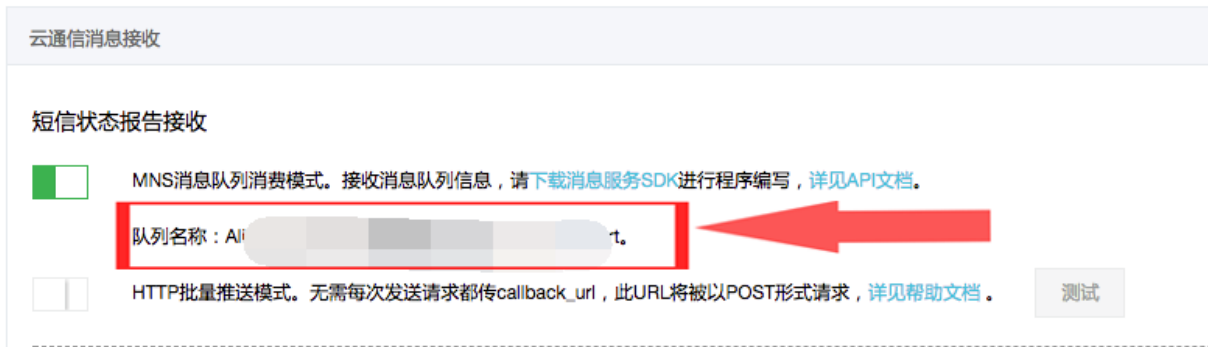 云通信消息接收
短信状态报告接收
MNS消息队列消费模式。接收消息队列信息，请下载消息服务SDK进行程序编写，详见API文档。
队列名称：Ali t。
HTTP批量推送模式。无需每次发送请求都传callback_url，此URL将被以POST形式请求，详见帮助文档 。
测试